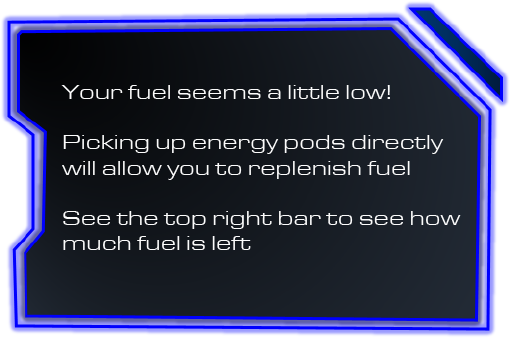 Your fuel seems a little low!
Picking up energy pods directly
will allow you to replenish fuel
See the top right bar to see how
much fuel is left